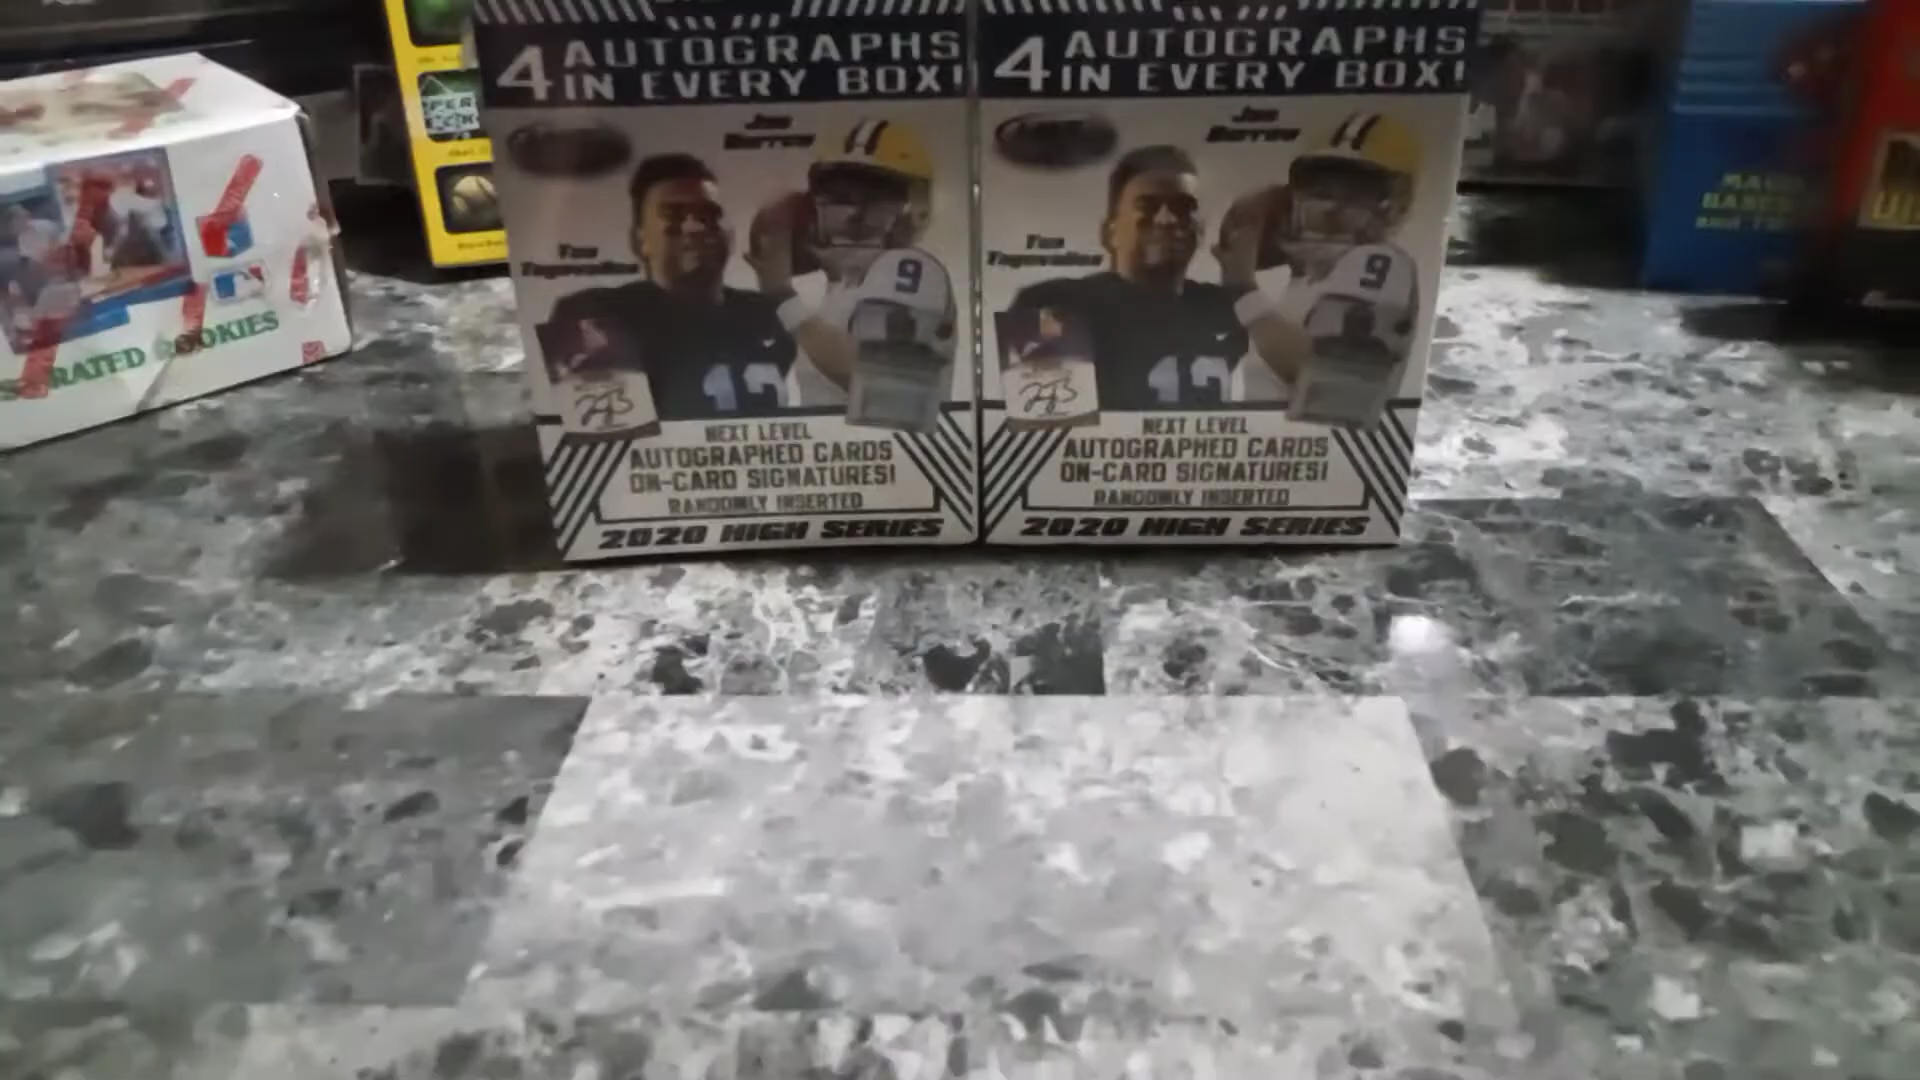 4 AUTOGRAPHS
IN EVERY BOX!
Joe
Burrow
Tua
Tagovailoa
9
NEXT LEVEL
AUTOGRAPHED CARDS
ON-CARD SIGNATURES!
RANDOMLY INSERTED
2020 HIGH SERIES
4 AUTOGRAPHS
IN EVERY BOX!
Joe
Burrow
Tua
Tagovailoa
9
NEXT LEVEL
AUTOGRAPHED CARDS
ON-CARD SIGNATURES!
RANDOMLY INSERTED
2020 HIGH SERIES
RATED ROOKIES